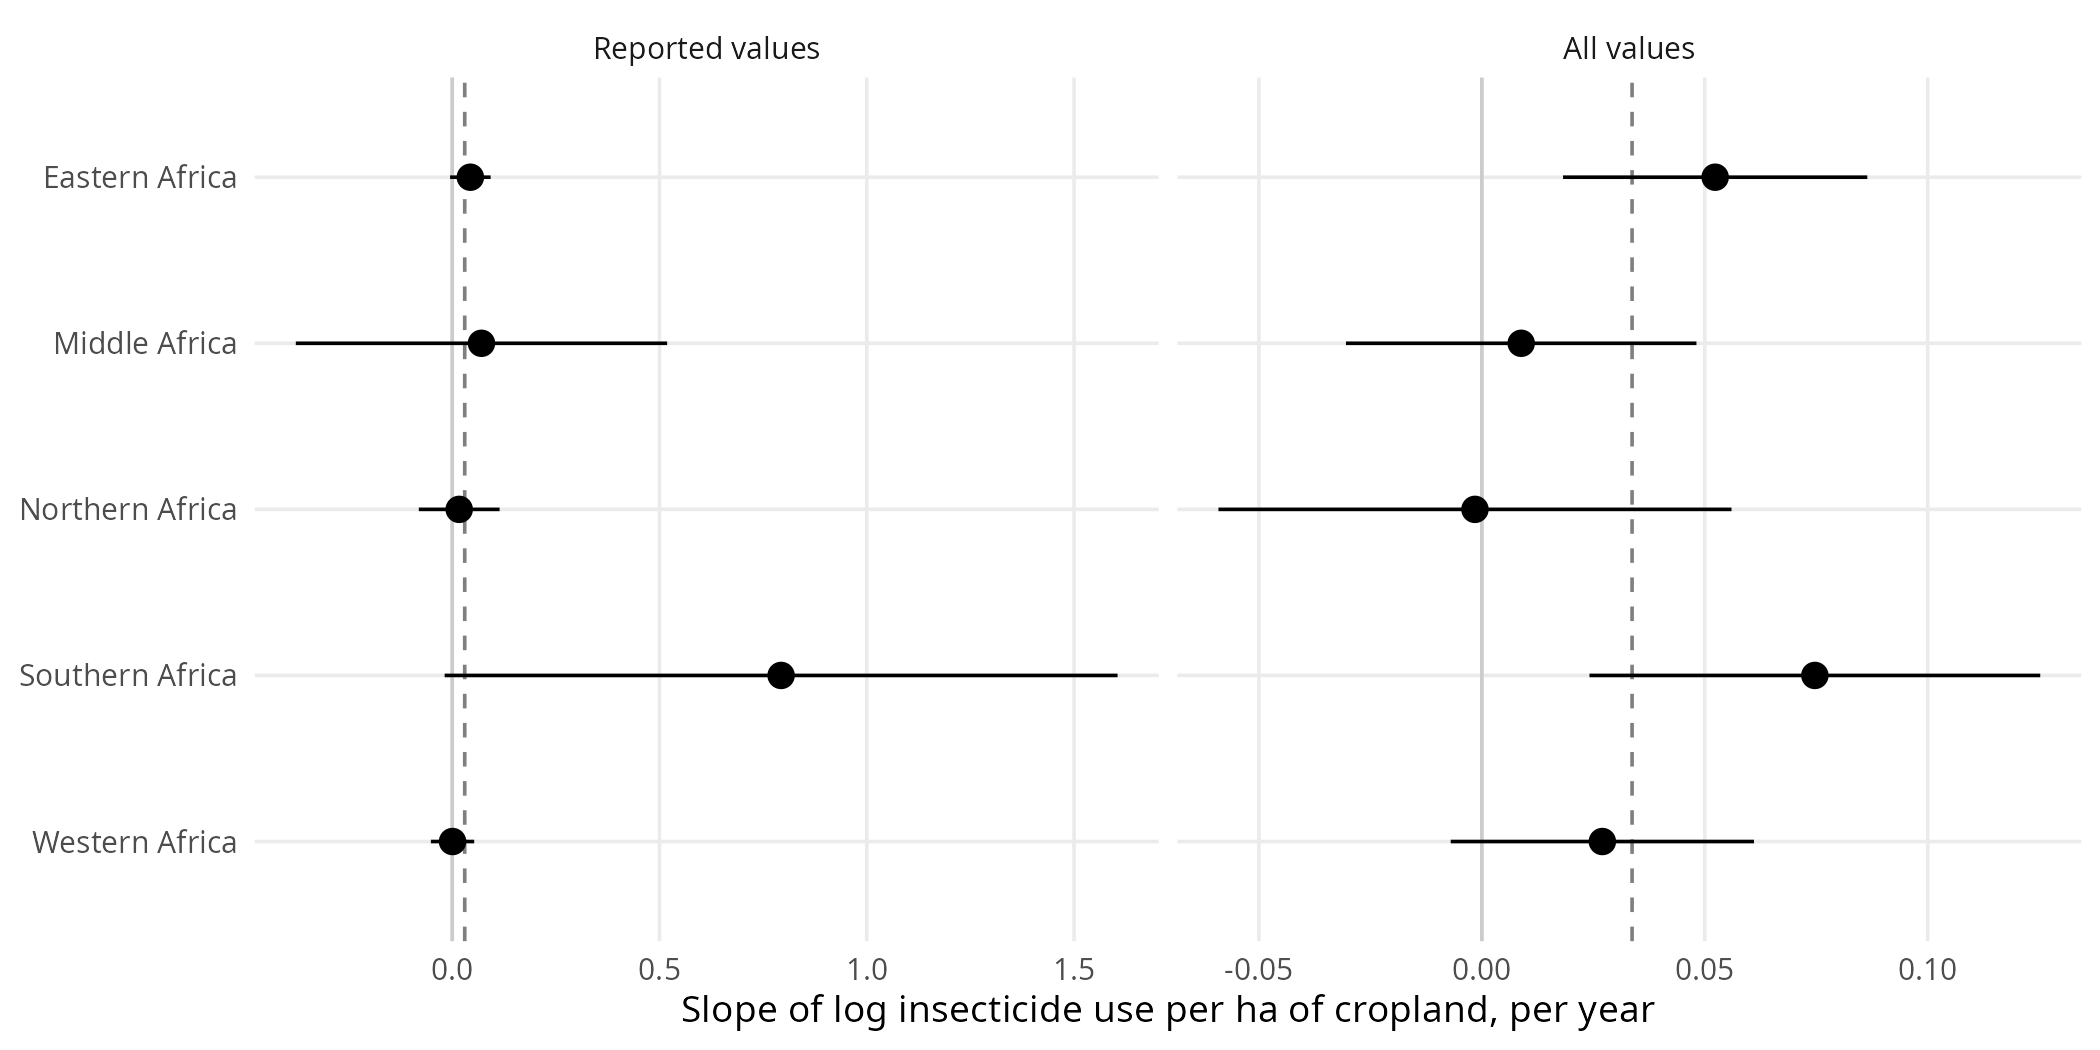 Reported values
All values
Eastern Africa
Middle Africa
Northern Africa
Southern Africa
Western Africa
0.0 0.5 1.0 1.5
-0.05 0.00 0.05 0.10
Slope of log insecticide use per ha of cropland, per year